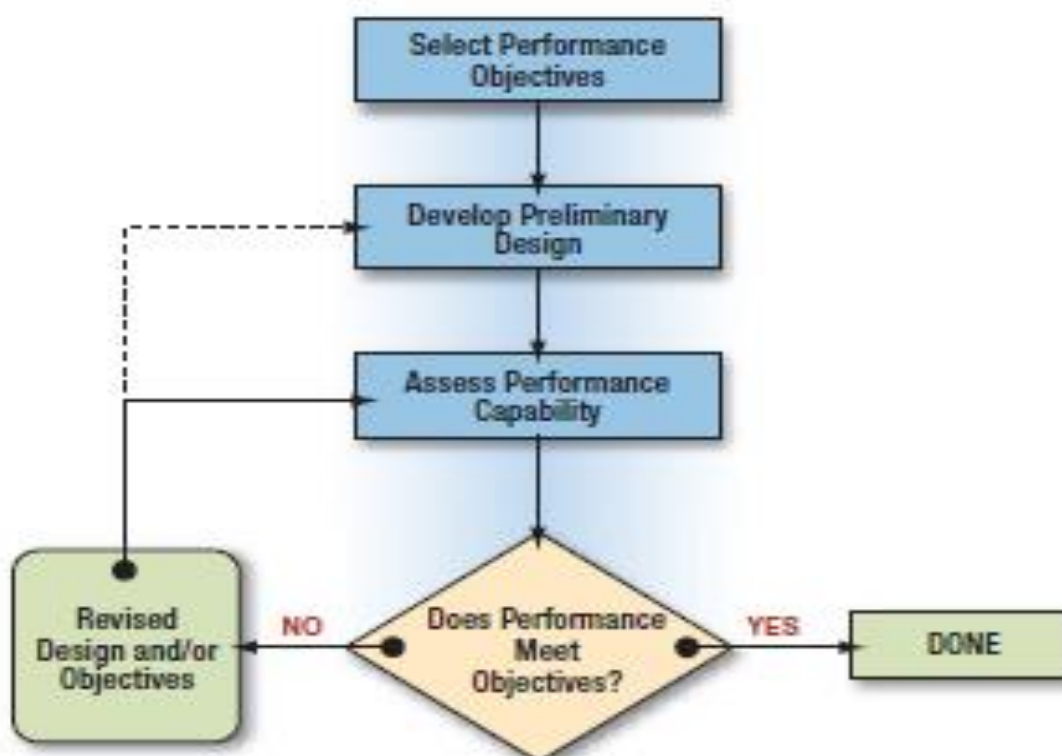 Select Performance
Objectives
Develop Preliminary
Design
Assess Performance
Capability
Does Performance
Meet
Objectives?
NO
YES
Revised
Design and/or
Objectives
DONE